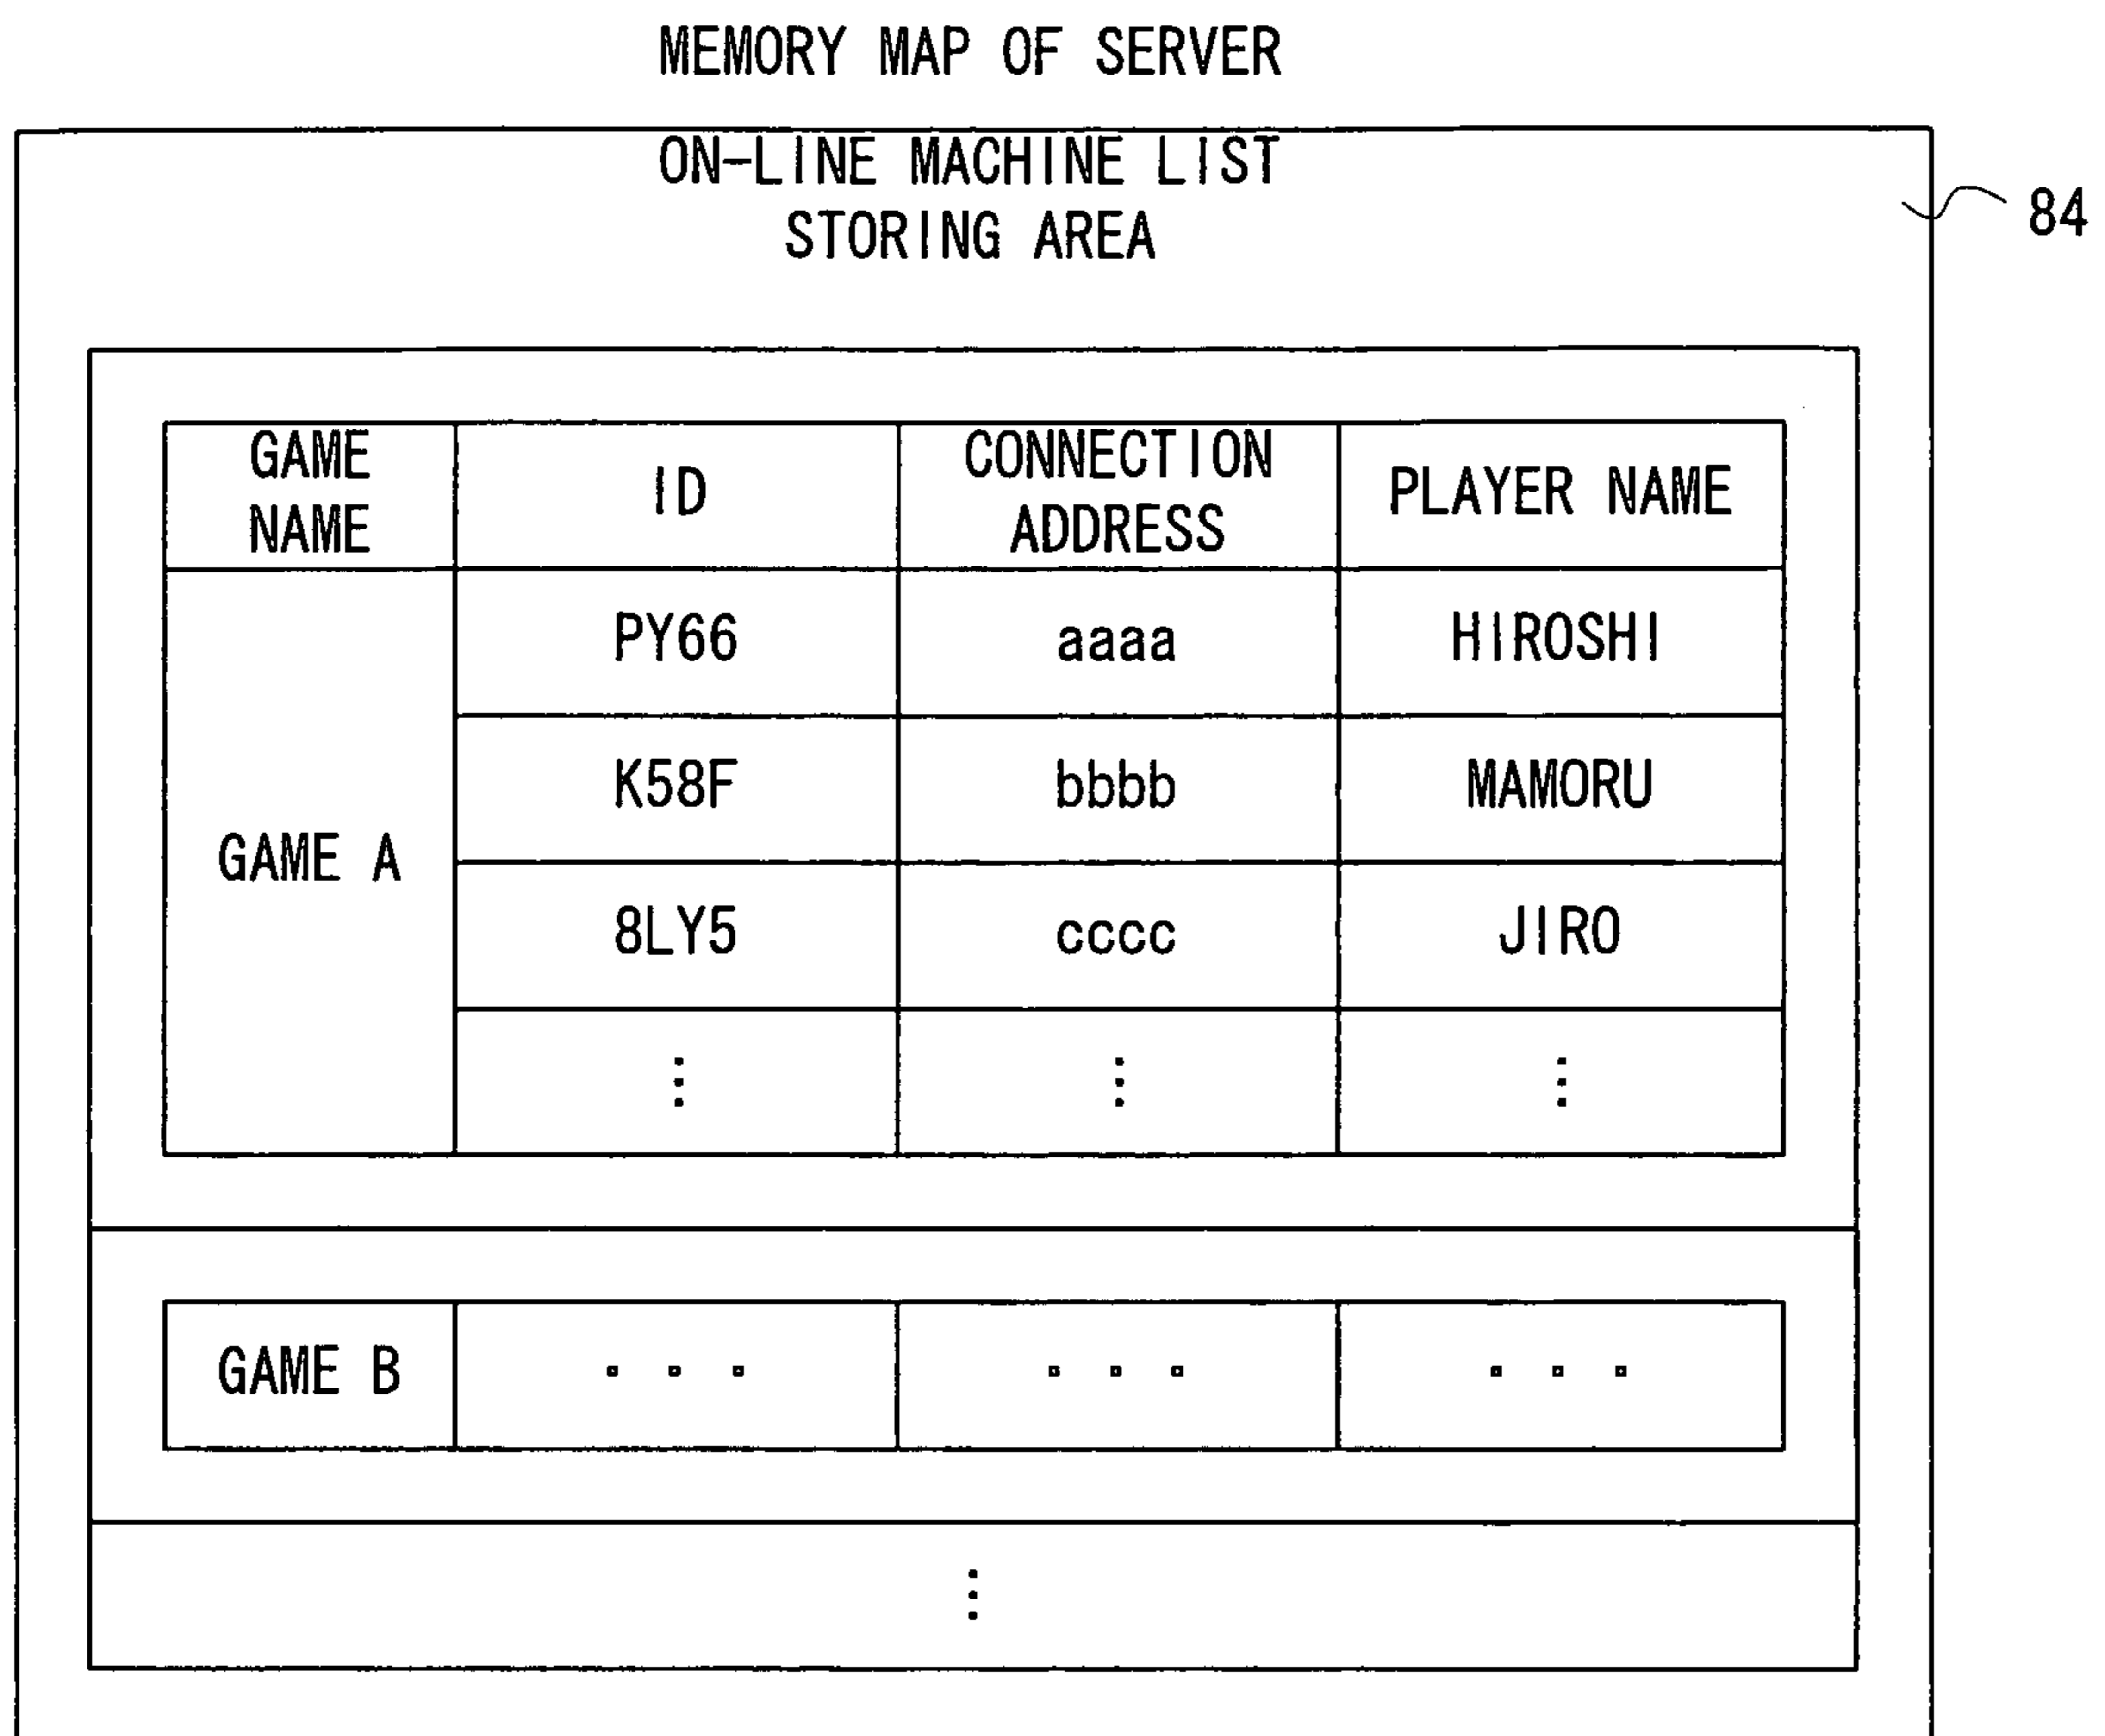 MEMORY MAP OF SERVER
ON-LINE MACHINE LIST
STORING AREA
84
GAME
NAME
ID
CONNECTION
ADDRESS
PLAYER NAME
GAME A
PY66
aaaa
HIROSHI
K58F
bbbb
MAMORU
8LY5
cccc
JIRO
⋮ ⋮ ⋮
GAME B
･ ･ ･ ･ ･ ･ ･ ･ ･
⋮